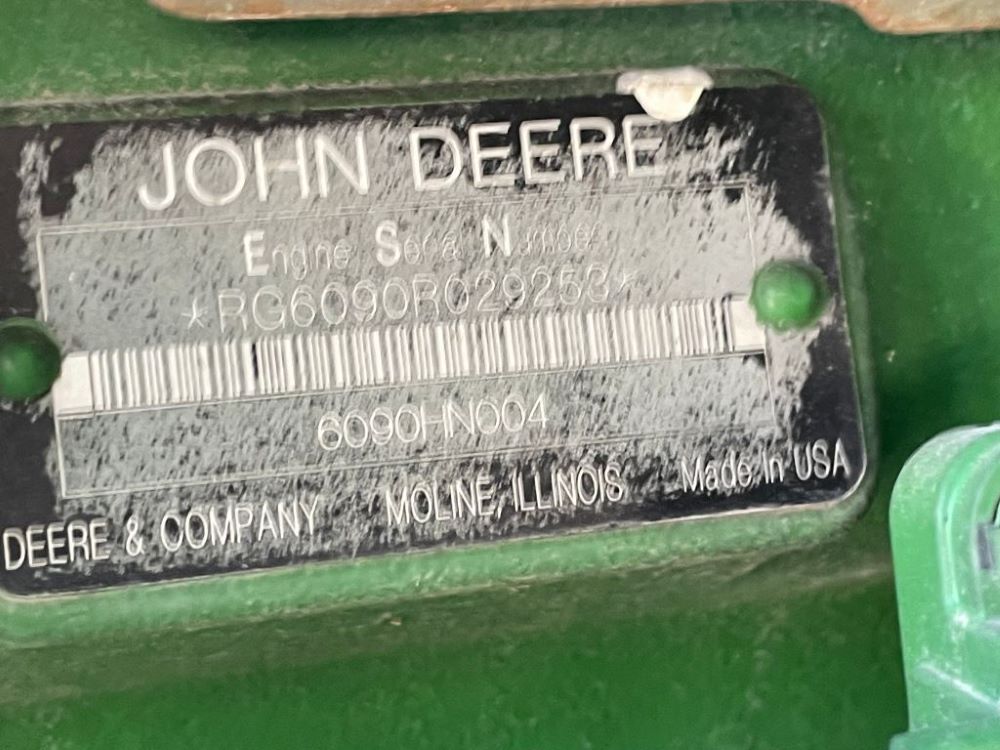 JOHN DEERE
Engine Serial Number
*RG6090R029253*
6090HN004
DEERE & COMPANY MOLINE, ILLINOIS Made in USA